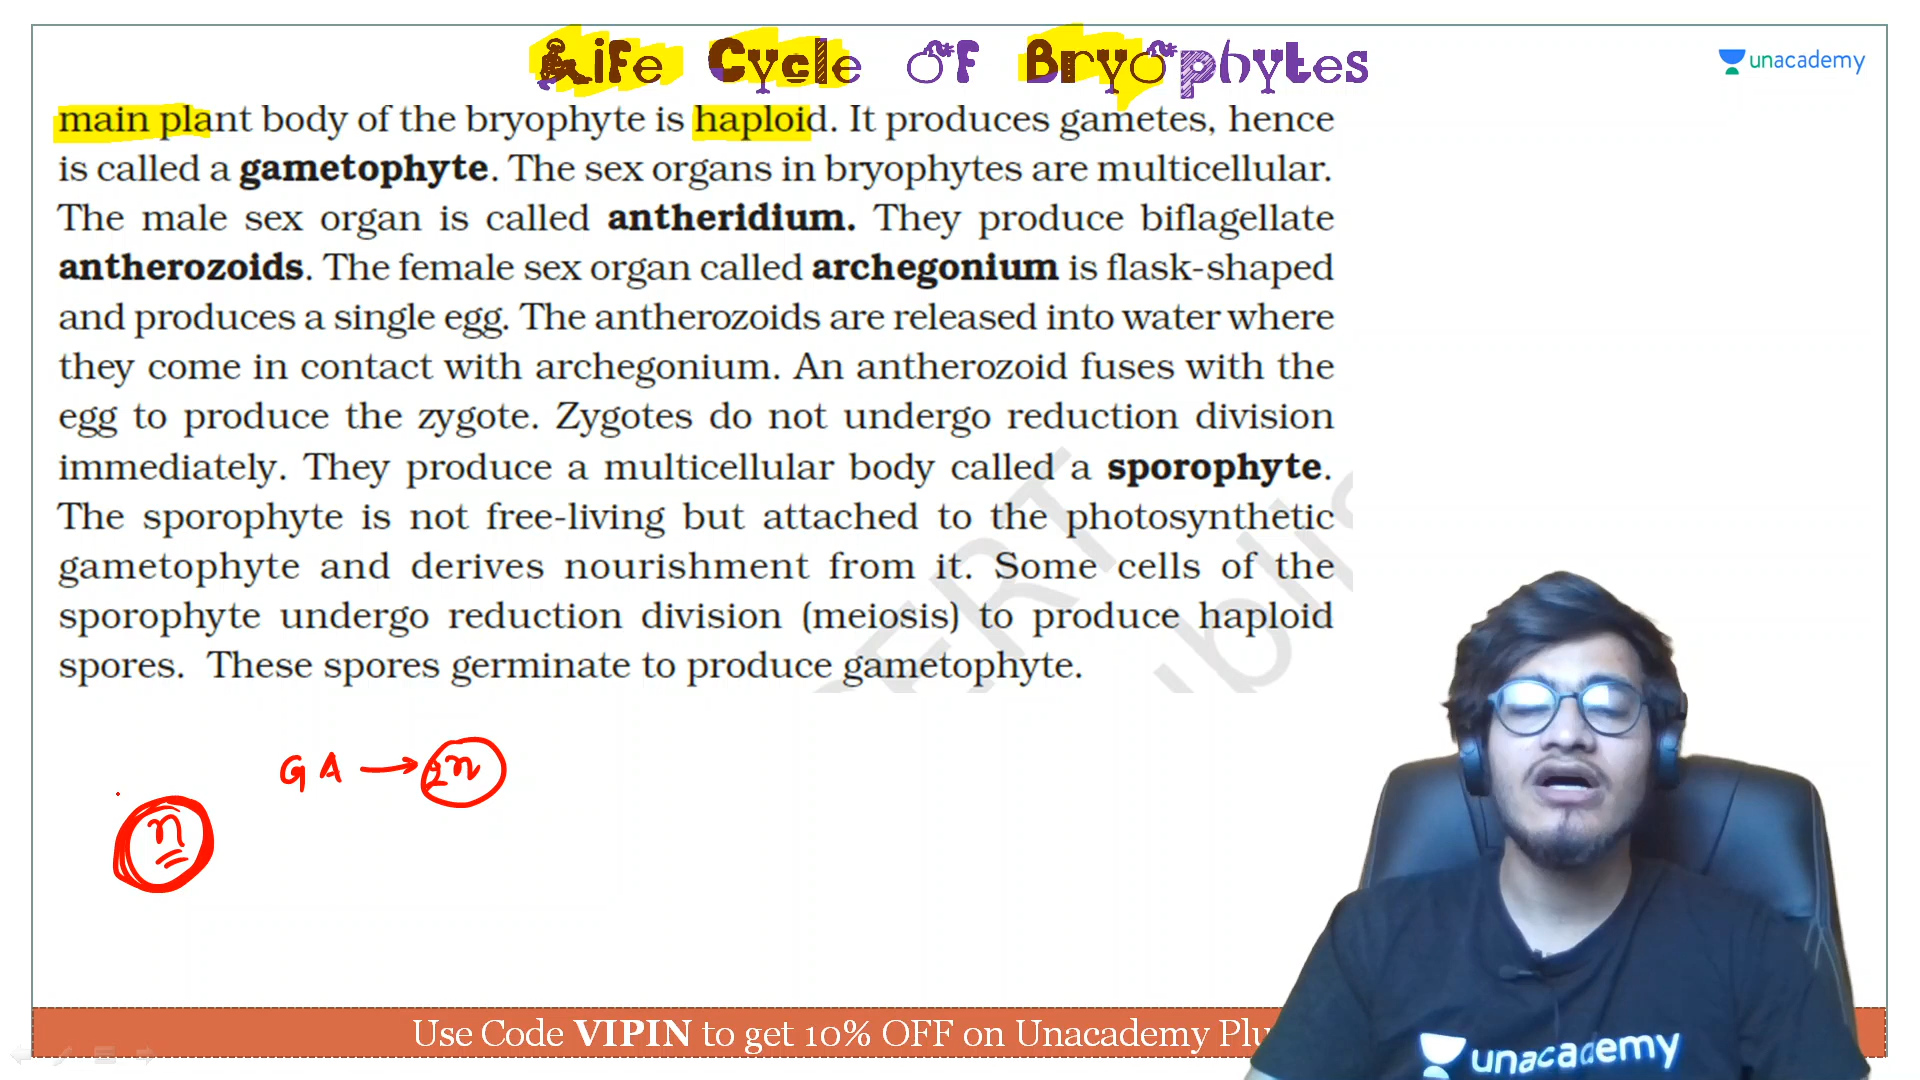 Life Cycle of Bryophytes
unacademy
main plant body of the bryophyte is haploid. It produces gametes, hence
is called a gametophyte. The sex organs in bryophytes are multicellular.
The male sex organ is called antheridium. They produce biflagellate
antherozoids. The female sex organ called archegonium is flask-shaped
and produces a single egg. The antherozoids are released into water where
they come in contact with archegonium. An antherozoid fuses with the
egg to produce the zygote. Zygotes do not undergo reduction division
immediately. They produce a multicellular body called a sporophyte.
The sporophyte is not free-living but attached to the photosynthetic
gametophyte and derives nourishment from it. Some cells of the
sporophyte undergo reduction division (meiosis) to produce haploid
spores. These spores germinate to produce gametophyte.
G A → 2n
n
Use Code VIPIN to get 10% OFF on Unacademy Plu
unacademy